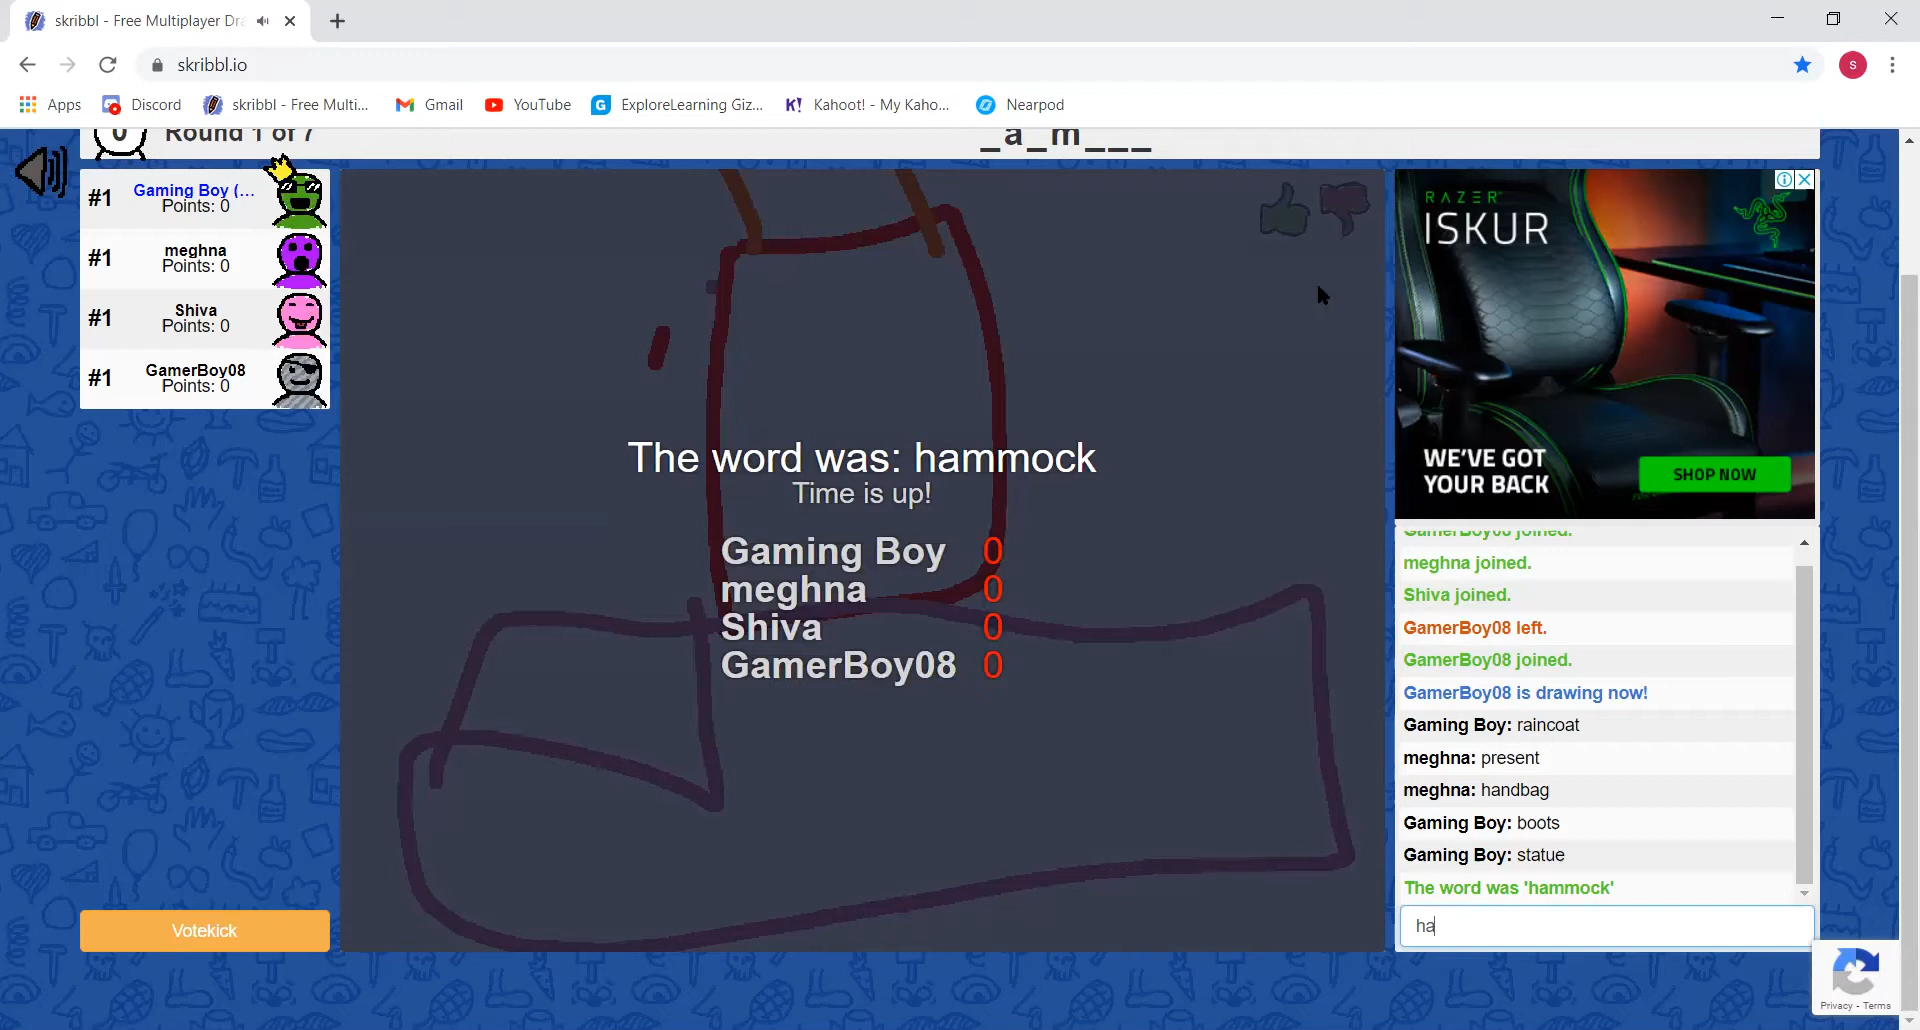 skribbl - Free Multiplayer Dra
skribbl.io
S
Apps
Discord
skribbl - Free Multi...
Gmail
YouTube
ExploreLearning Giz...
Kahoot! - My Kaho...
Nearpod
0
Round 1 of 7
_a_m___
#1 Gaming Boy (...
Points: 0
#1 meghna
Points: 0
#1 Shiva
Points: 0
#1 GamerBoy08
Points: 0
Votekick
The word was: hammock
Time is up!
Gaming Boy 0
meghna 0
Shiva 0
GamerBoy08 0
RAZER
ISKUR
WE'VE GOT
YOUR BACK
SHOP NOW
GamerBoy08 joined.
meghna joined.
Shiva joined.
GamerBoy08 left.
GamerBoy08 joined.
GamerBoy08 is drawing now!
Gaming Boy: raincoat
meghna: present
meghna: handbag
Gaming Boy: boots
Gaming Boy: statue
The word was 'hammock'
ha
Privacy - Terms